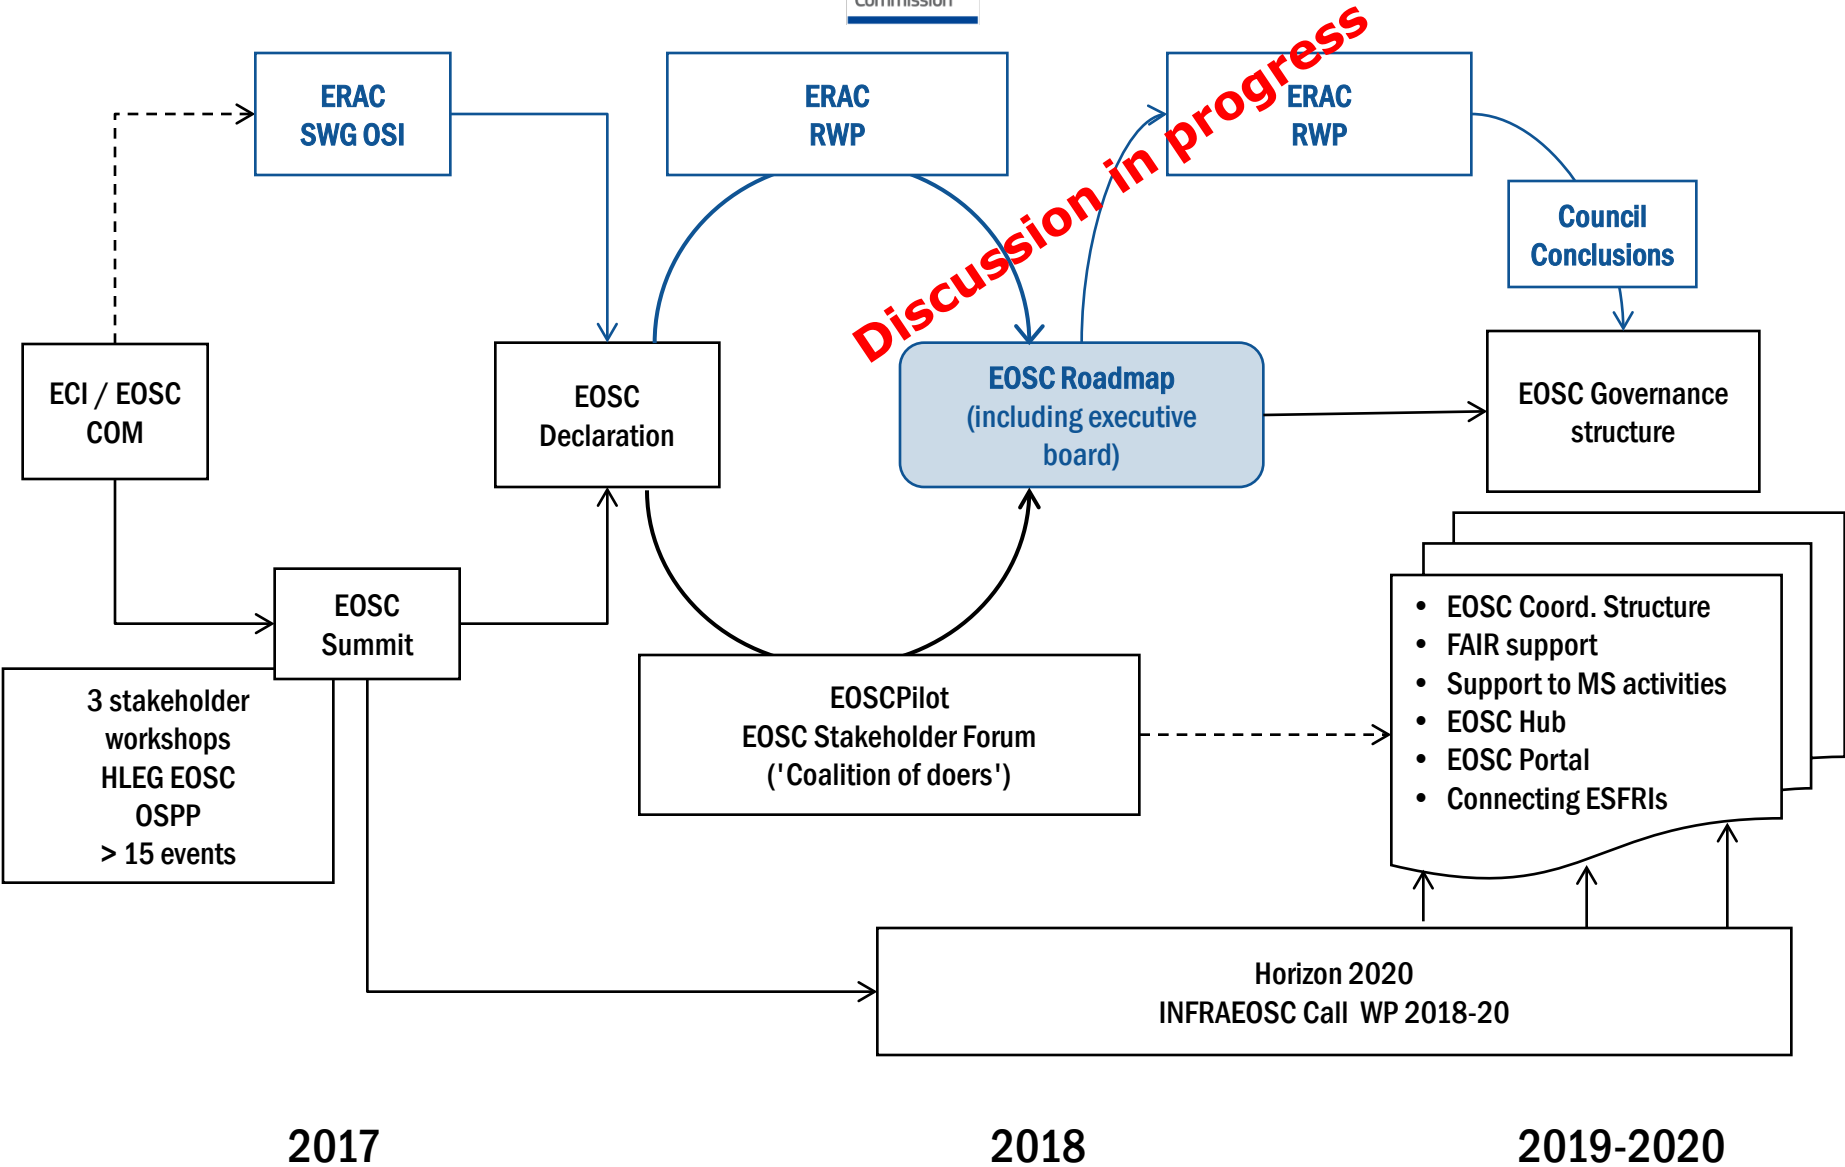 Commission
Discussion in progress
ERAC
SWG OSI
ERAC
RWP
ERAC
RWP
Council
Conclusions
ECI / EOSC
COM
EOSC
Declaration
EOSC Roadmap
(including executive
board)
EOSC Governance
structure
EOSC
Summit
3 stakeholder
workshops
HLEG EOSC
OSPP
> 15 events
EOSCPilot
EOSC Stakeholder Forum
('Coalition of doers')
• EOSC Coord. Structure
• FAIR support
• Support to MS activities
• EOSC Hub
• EOSC Portal
• Connecting ESFRIs
Horizon 2020
INFRAEOSC Call WP 2018-20
2017
2018
2019-2020